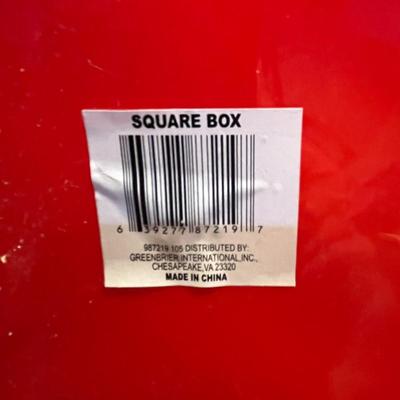 SQUARE BOX
6 39277 87219 7
987219 105 DISTRIBUTED BY:
GREENBRIER INTERNATIONAL,INC.,
CHESAPEAKE,VA 23320
MADE IN CHINA